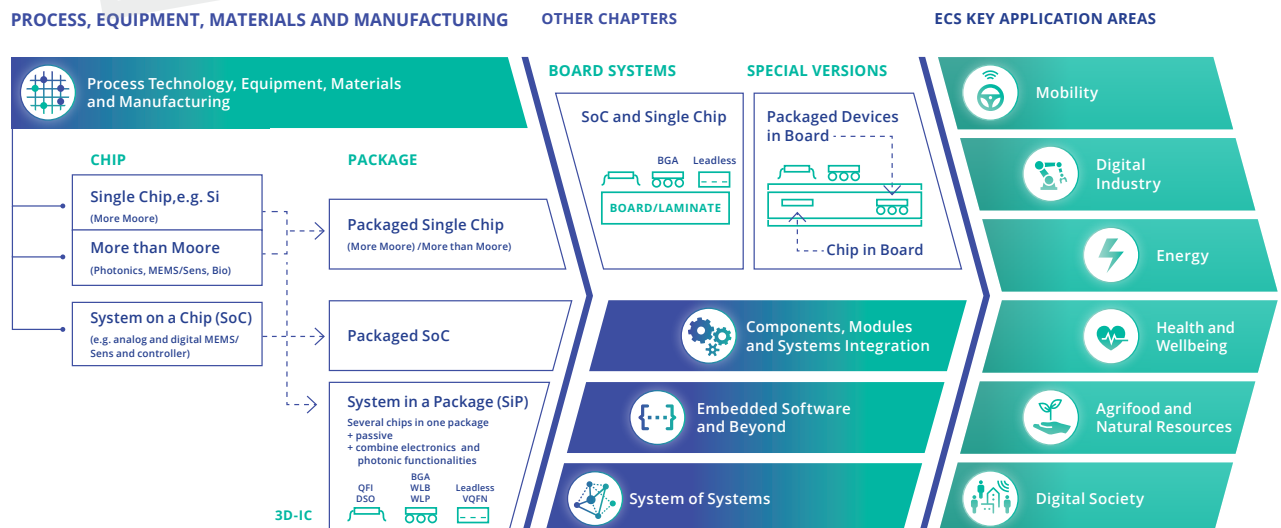 PROCESS, EQUIPMENT, MATERIALS AND MANUFACTURING
OTHER CHAPTERS
ECS KEY APPLICATION AREAS
Process Technology, Equipment, Materials
and Manufacturing
CHIP
Single Chip,e.g. Si
(More Moore)
More than Moore
(Photonics, MEMS/Sens, Bio)
System on a Chip (SoC)
(e.g. analog and digital MEMS/
Sens and controller)
PACKAGE
Packaged Single Chip
(More Moore) /More than Moore)
Packaged SoC
System in a Package (SiP)
Several chips in one package
+ passive
+ combine electronics and
photonic functionalities
QFI
DSO
BGA
WLB
WLP
Leadless
VQFN
3D-IC
BOARD SYSTEMS
SoC and Single Chip
BGA
Leadless
BOARD/LAMINATE
SPECIAL VERSIONS
Packaged Devices
in Board
Chip in Board
Components, Modules
and Systems Integration
{...}
Embedded Software
and Beyond
System of Systems
Mobility
Digital
Industry
Energy
Health and
Wellbeing
Agrifood and
Natural Resources
Digital Society